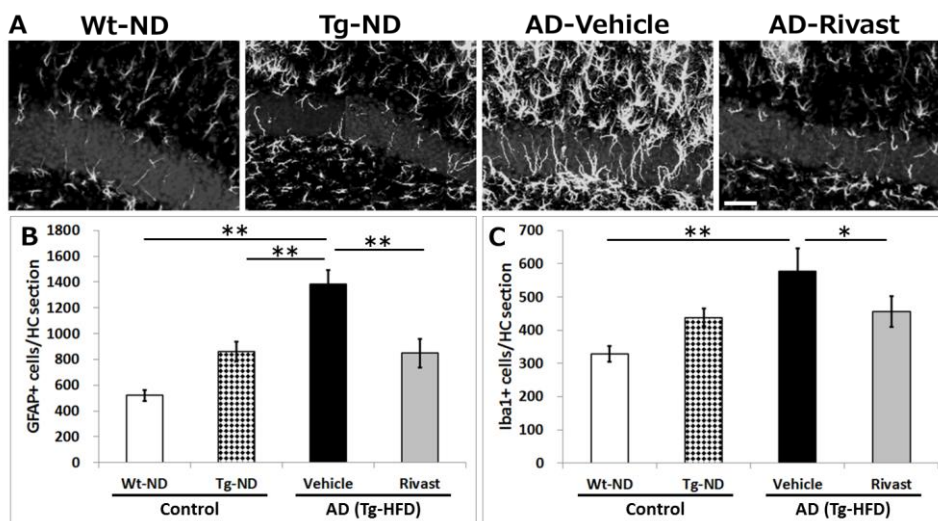 A Wt-ND Tg-ND AD-Vehicle AD-Rivast
B
GFAP+ cells/HC section
1800
1600
1400
1200
1000
800
600
400
200
0
** 
**
**
Wt-ND Tg-ND Vehicle Rivast
Control AD (Tg-HFD)
C
Iba1+ cells/HC section
700
600
500
400
300
200
100
0
**
*
Wt-ND Tg-ND Vehicle Rivast
Control AD (Tg-HFD)